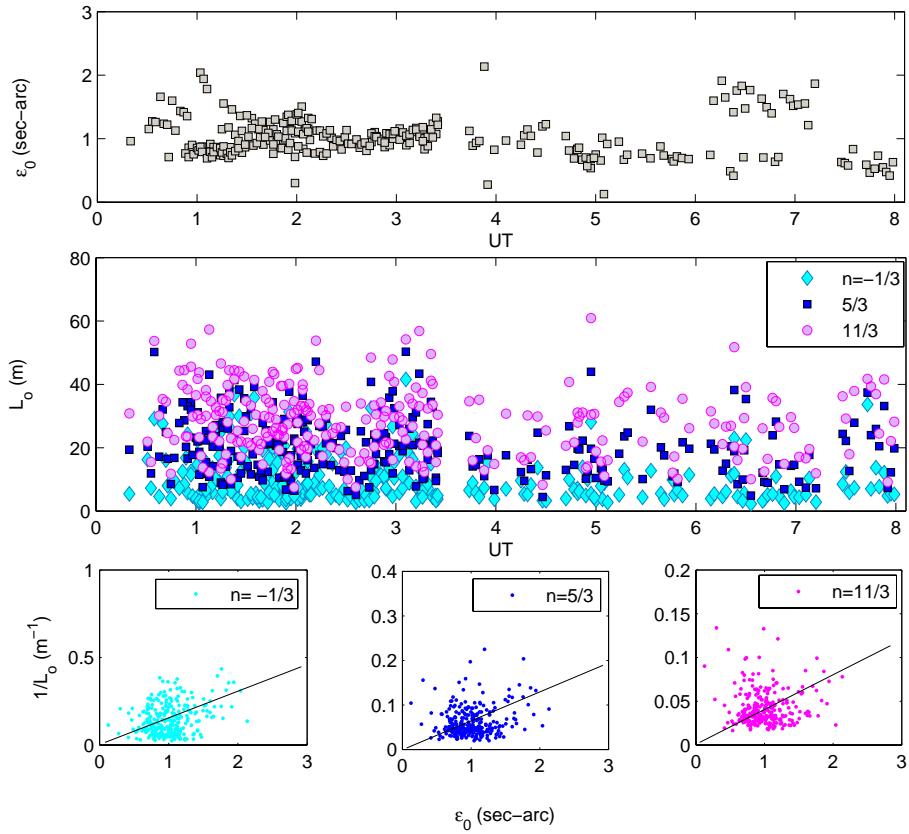 3
2
1
0
ε₀ (sec−arc)
0 1 2 3 4 5 6 7 8
UT
80
60
40
20
0
L₀ (m)
n=−1/3
5/3
11/3
0 1 2 3 4 5 6 7 8
UT
1
0.5
0
1/L₀ (m⁻¹)
n= −1/3
0 1 2 3
0.4
0.3
0.2
0.1
0
n=5/3
0 1 2 3
0.2
0.15
0.1
0.05
0
n=11/3
0 1 2 3
ε₀ (sec−arc)